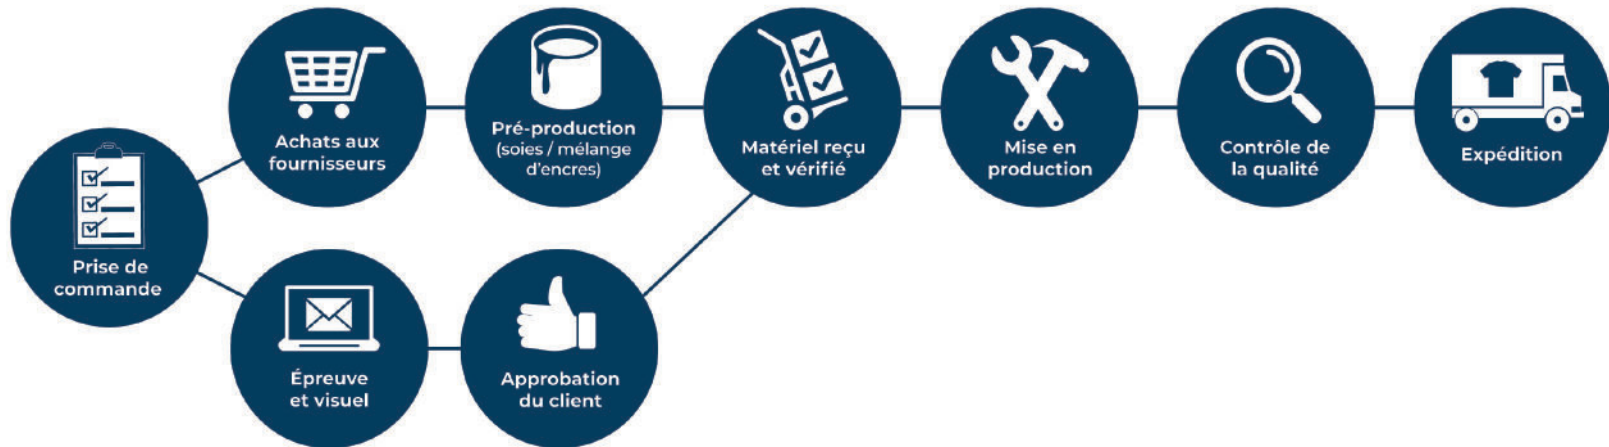 Prise de
commande
Achats aux
fournisseurs
Pré-production
(soies / mélange
d'encres)
Épreuve
et visuel
Approbation
du client
Matériel reçu
et vérifié
Mise en
production
Contrôle de
la qualité
Expédition